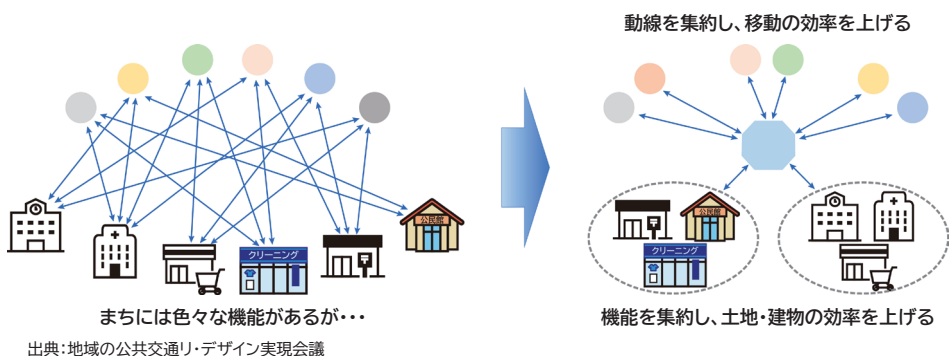 動線を集約し、移動の効率を上げる
公民館
クリーニング
まちには色々な機能があるが・・・
公民館
クリーニング
機能を集約し、土地・建物の効率を上げる
出典：地域の公共交通リ・デザイン実現会議